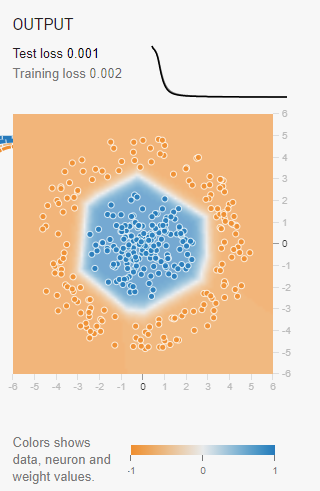 OUTPUT
Test loss 0.001
Training loss 0.002
6
5
4
3
2
1
0
-1
-2
-3
-4
-5
-6
-6 -5 -4 -3 -2 -1 0 1 2 3 4 5 6
Colors shows
data, neuron and
weight values.
-1 0 1